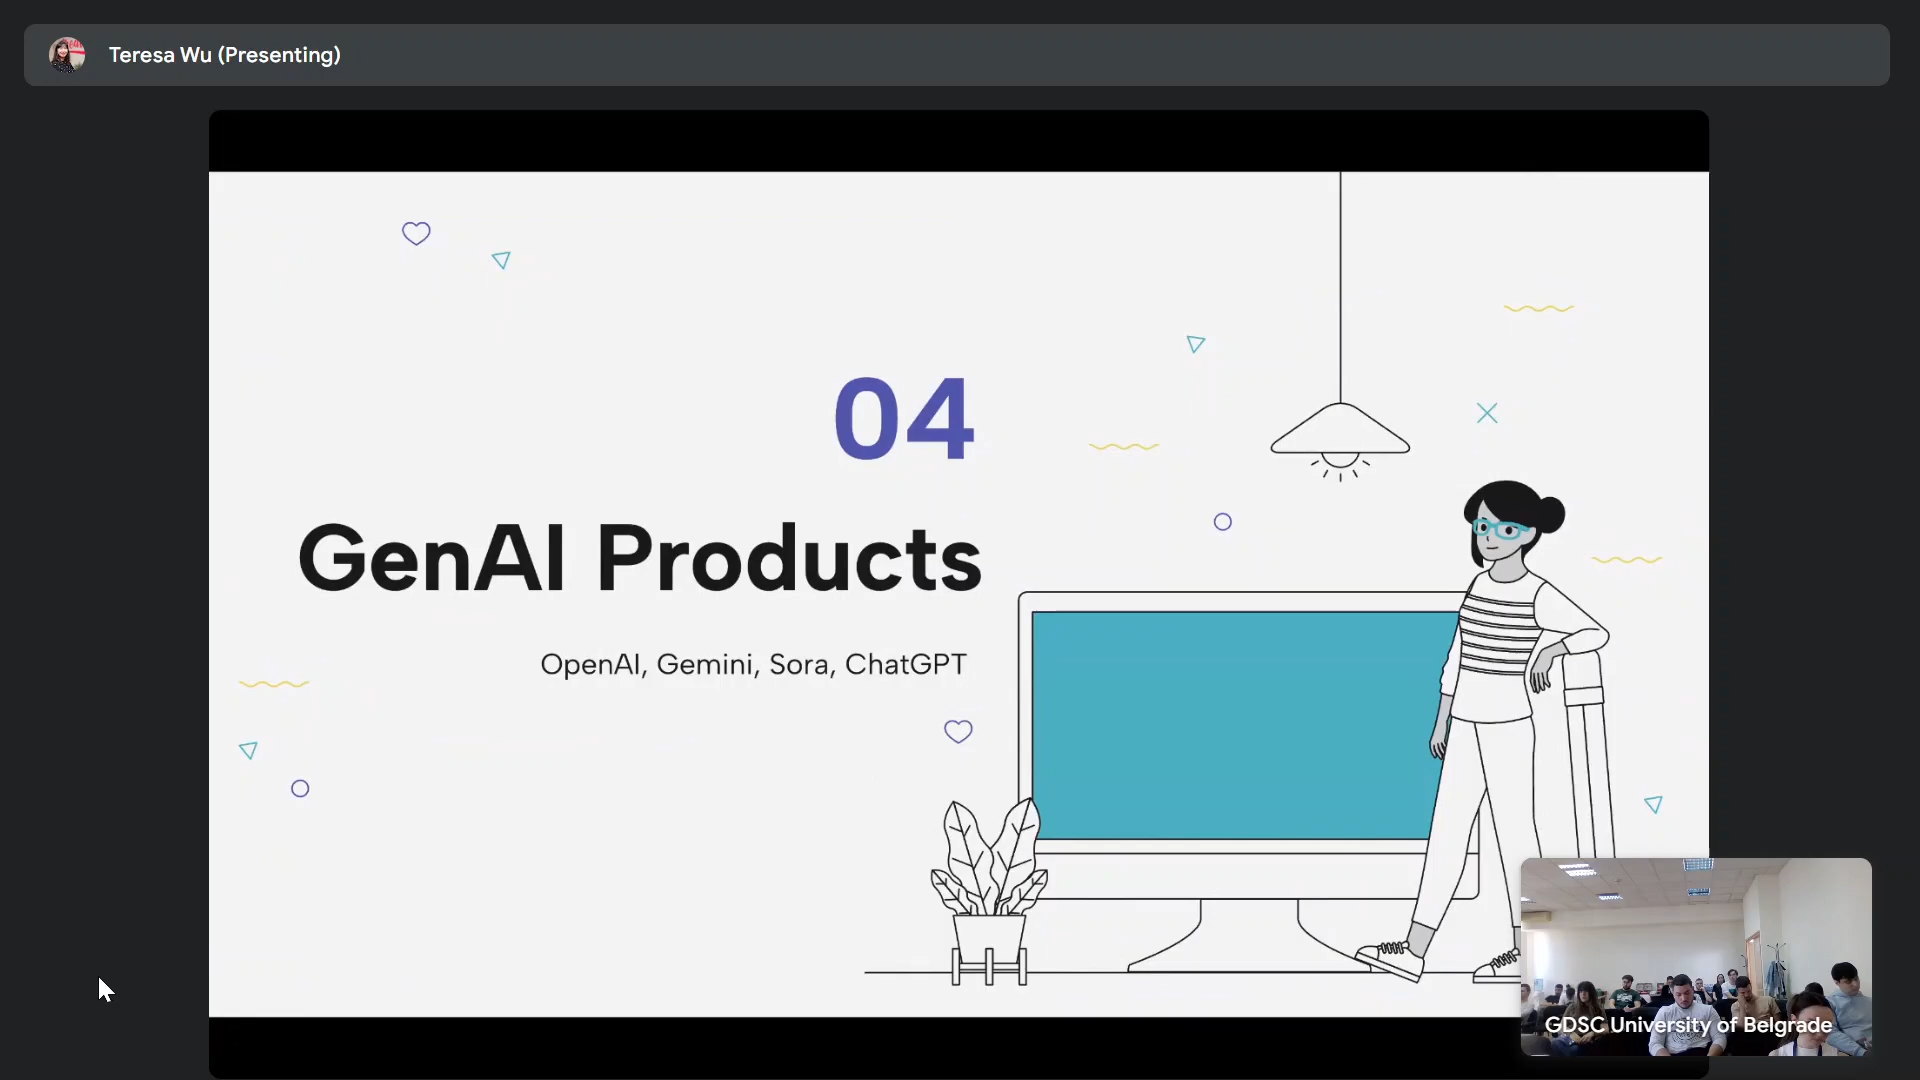 Teresa Wu (Presenting)
04
GenAI Products
OpenAI, Gemini, Sora, ChatGPT
GDSC University of Belgrade